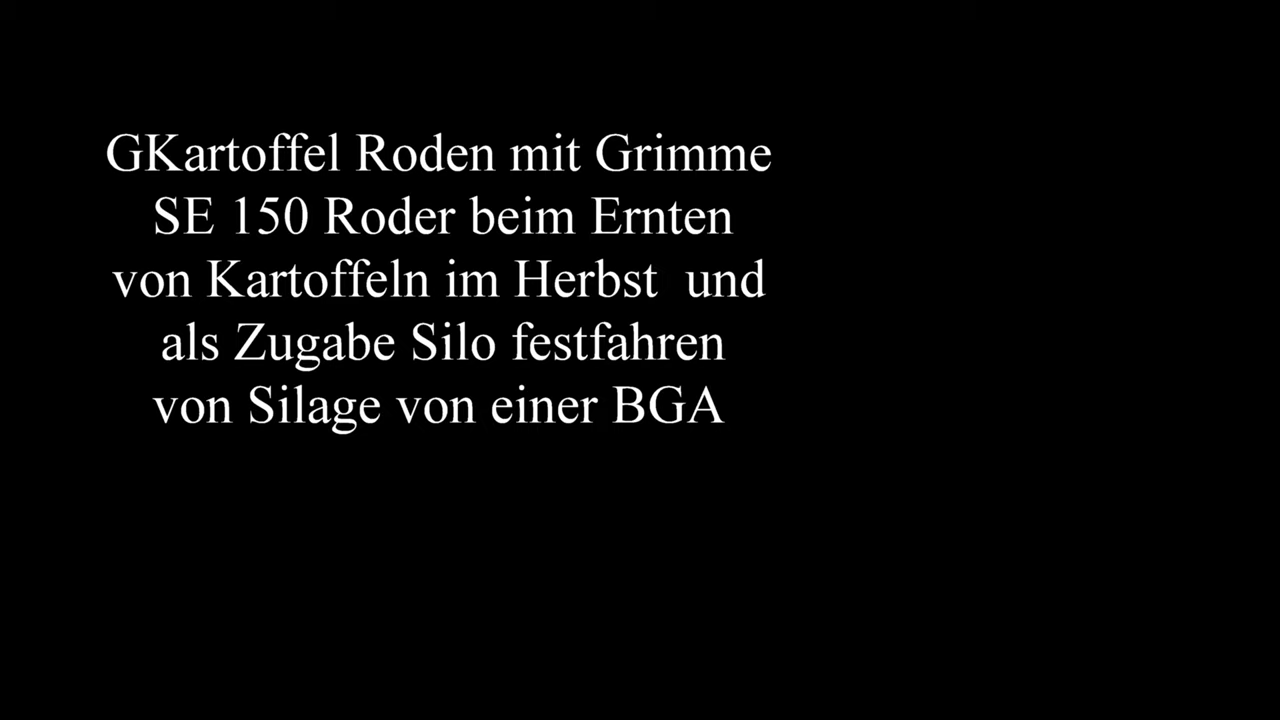 GKartoffel Roden mit Grimme
SE 150 Roder beim Ernten
von Kartoffeln im Herbst  und
als Zugabe Silo festfahren
von Silage von einer BGA